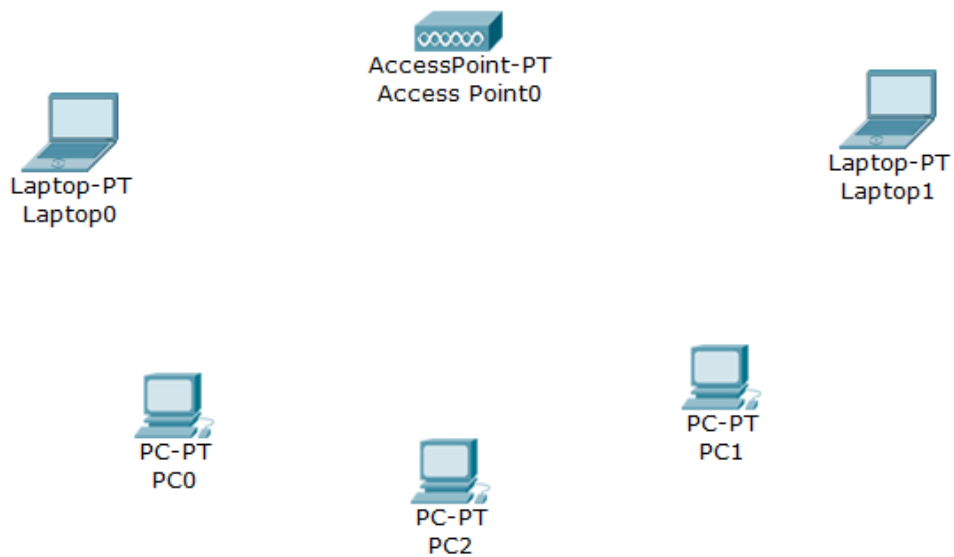 AccessPoint-PT
Access Point0
Laptop-PT
Laptop0
Laptop-PT
Laptop1
PC-PT
PC0
PC-PT
PC1
PC-PT
PC2